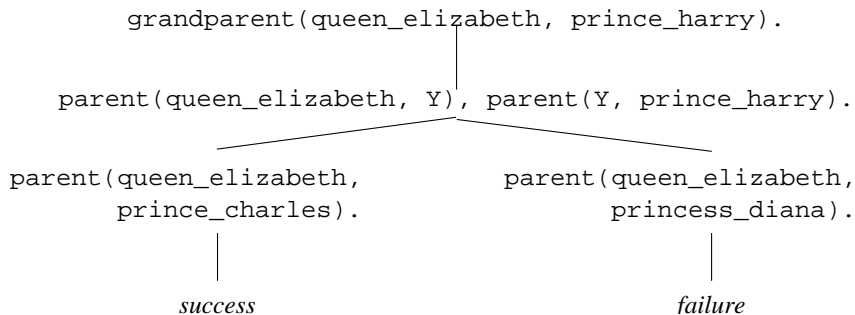 grandparent(queen_elizabeth, prince_harry).
parent(queen_elizabeth, Y), parent(Y, prince_harry).
parent(queen_elizabeth,
prince_charles).
parent(queen_elizabeth,
princess_diana).
success
failure